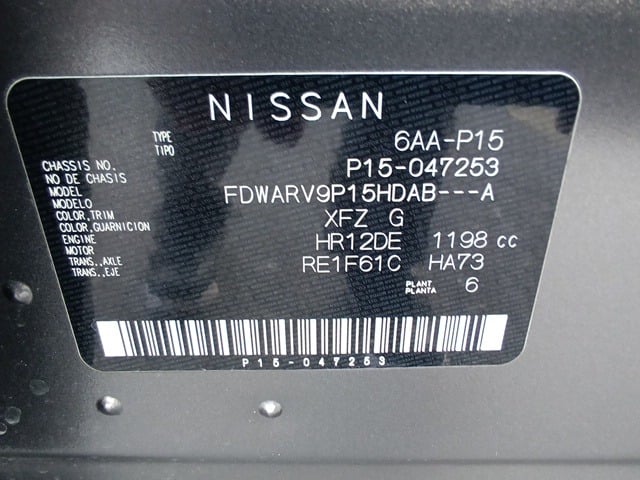 NISSAN
TYPE
TIPO 6AA-P15
CHASSIS NO.
NO DE CHASIS P15-047253
MODEL
MODELO FDWARV9P15HDAB---A
COLOR,TRIM
COLOR,GUARNICION XFZ G
ENGINE
MOTOR HR12DE 1198 cc
TRANS.,AXLE
TRANS.,EJE RE1F61C HA73
PLANT
PLANTA 6
P15-047253